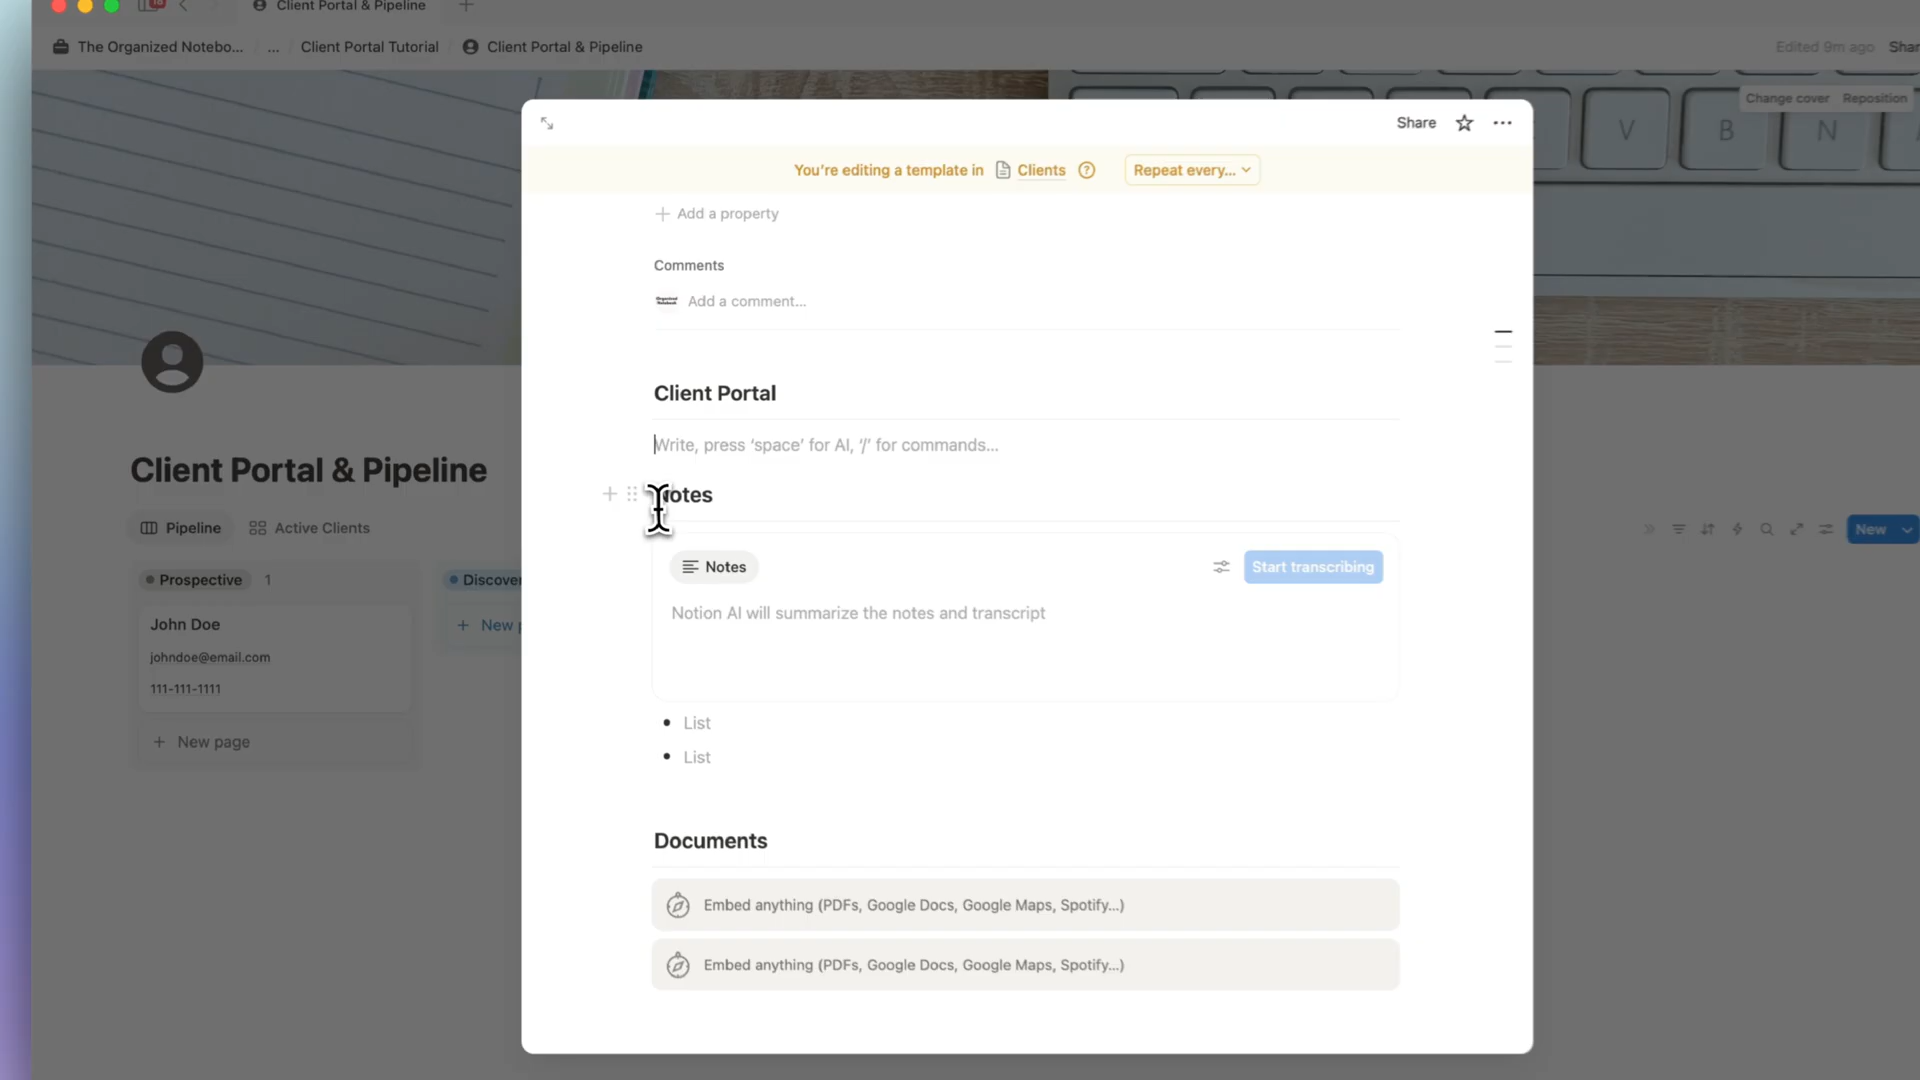 Client Portal & Pipeline
The Organized Notebo... ... Client Portal Tutorial Client Portal & Pipeline
Edited 9m ago Shar
Change cover Reposition
V B N
Share
You're editing a template in Clients Repeat every...
Add a property
Comments
Organized Notebook
Add a comment...
Client Portal
Write, press ‘space’ for AI, ‘/’ for commands...
otes
Notes Start transcribing
Notion AI will summarize the notes and transcript
• List
• List
Documents
Embed anything (PDFs, Google Docs, Google Maps, Spotify...)
Embed anything (PDFs, Google Docs, Google Maps, Spotify...)
Client Portal & Pipeline
Pipeline Active Clients
New
Prospective 1
Discover
John Doe
johndoe@email.com
111-111-1111
New page
New p